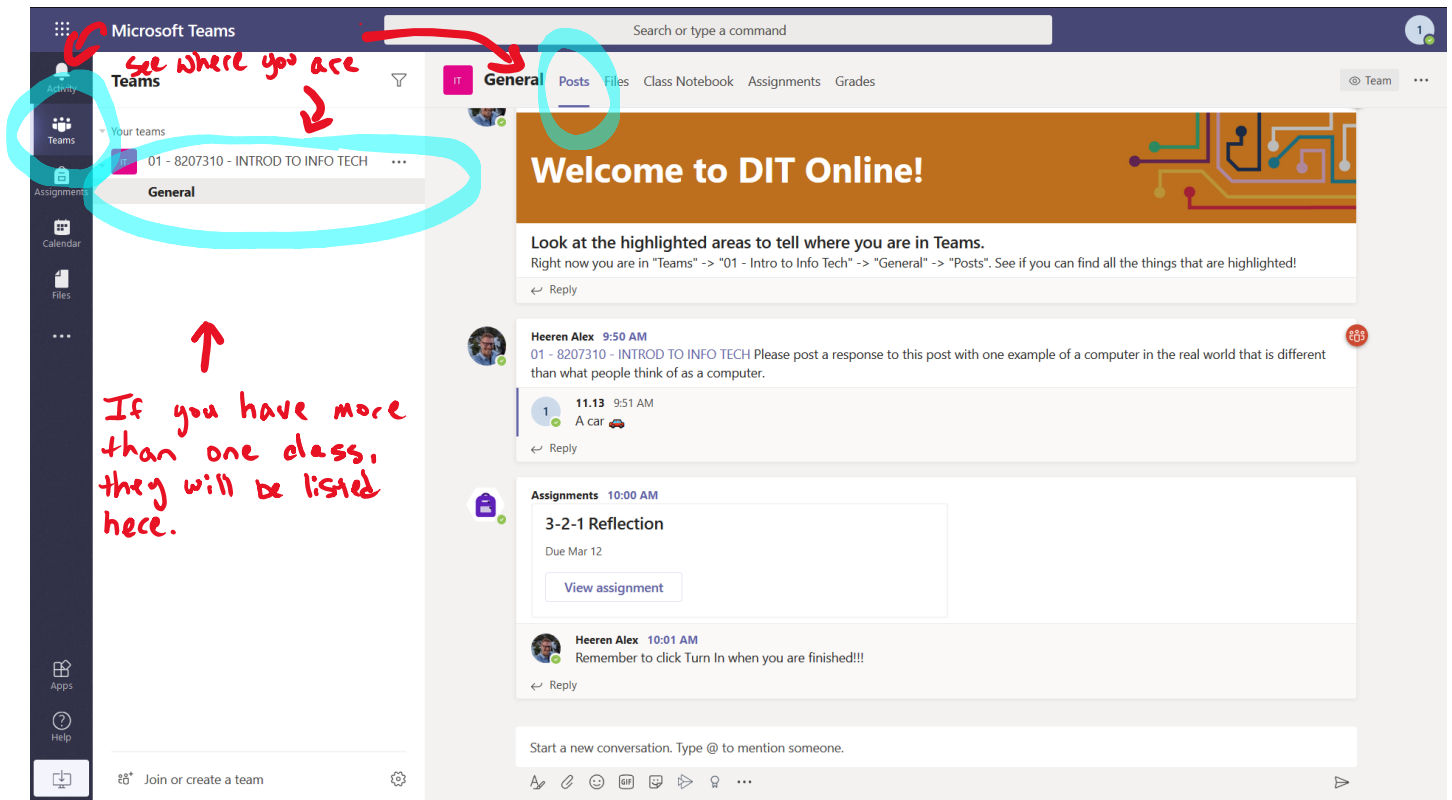 Microsoft Teams
Search or type a command
1
see where you are
Activity
Teams
Assignments
Calendar
Files
...
Apps
Help
Teams
Your teams
IT
01 - 8207310 - INTROD TO INFO TECH ...
General
If you have more
than one class,
they will be listed
here.
Join or create a team
IT General Posts Files Class Notebook Assignments Grades
Team ...
Welcome to DIT Online!
Look at the highlighted areas to tell where you are in Teams.
Right now you are in "Teams" -> "01 - Intro to Info Tech" -> "General" -> "Posts". See if you can find all the things that are highlighted!
Reply
Heeren Alex 9:50 AM
01 - 8207310 - INTROD TO INFO TECH Please post a response to this post with one example of a computer in the real world that is different
than what people think of as a computer.
1
11.13 9:51 AM
A car 🚗
Reply
Assignments 10:00 AM
3-2-1 Reflection
Due Mar 12
View assignment
Heeren Alex 10:01 AM
Remember to click Turn In when you are finished!!!
Reply
Start a new conversation. Type @ to mention someone.
GIF ...